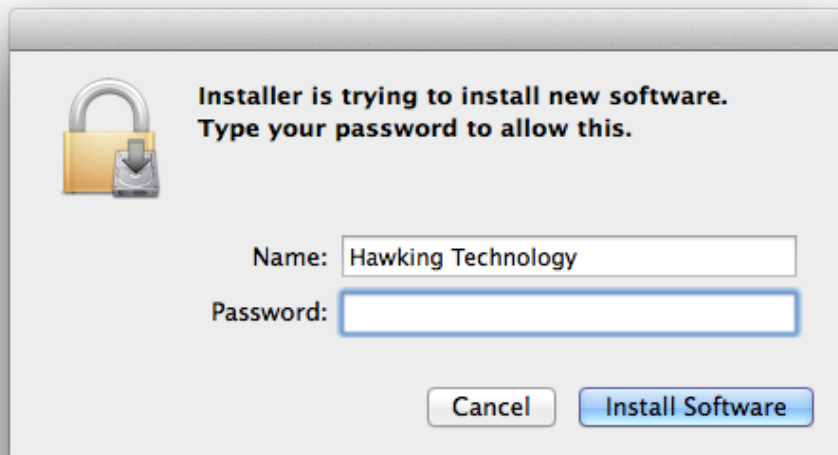 Installer is trying to install new software.
Type your password to allow this.
Name: Hawking Technology
Password:
Cancel Install Software